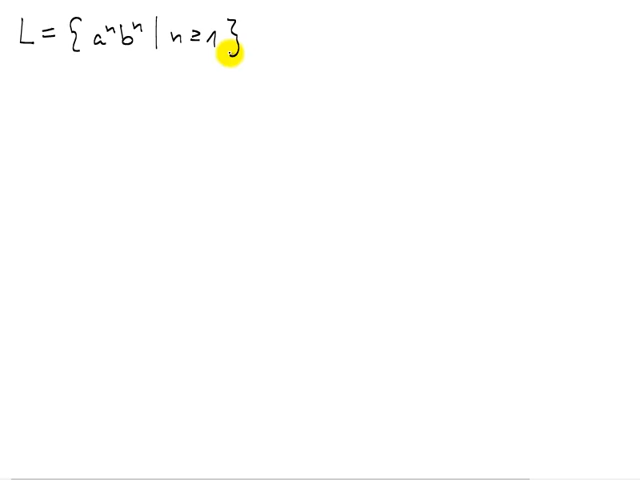 L = { aⁿbⁿ | n ≥ 1 }